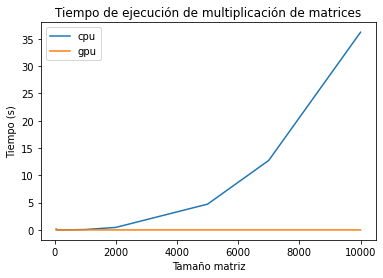 Tiempo de ejecución de multiplicación de matrices
cpu
gpu
35
30
25
20
15
10
5
0
Tiempo (s)
0
2000
4000
6000
8000
10000
Tamaño matriz